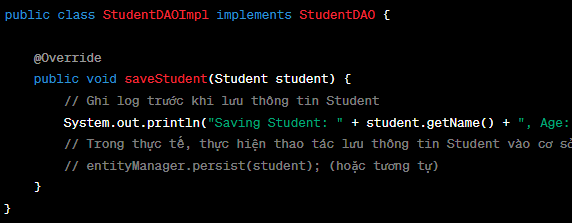 public class StudentDAOImpl implements StudentDAO {
@Override
public void saveStudent(Student student) {
// Ghi log trước khi lưu thông tin Student
System.out.println("Saving Student: " + student.getName() + ", Age:
// Trong thực tế, thực hiện thao tác lưu thông tin Student vào cơ sở
// entityManager.persist(student); (hoặc tương tự)
}
}